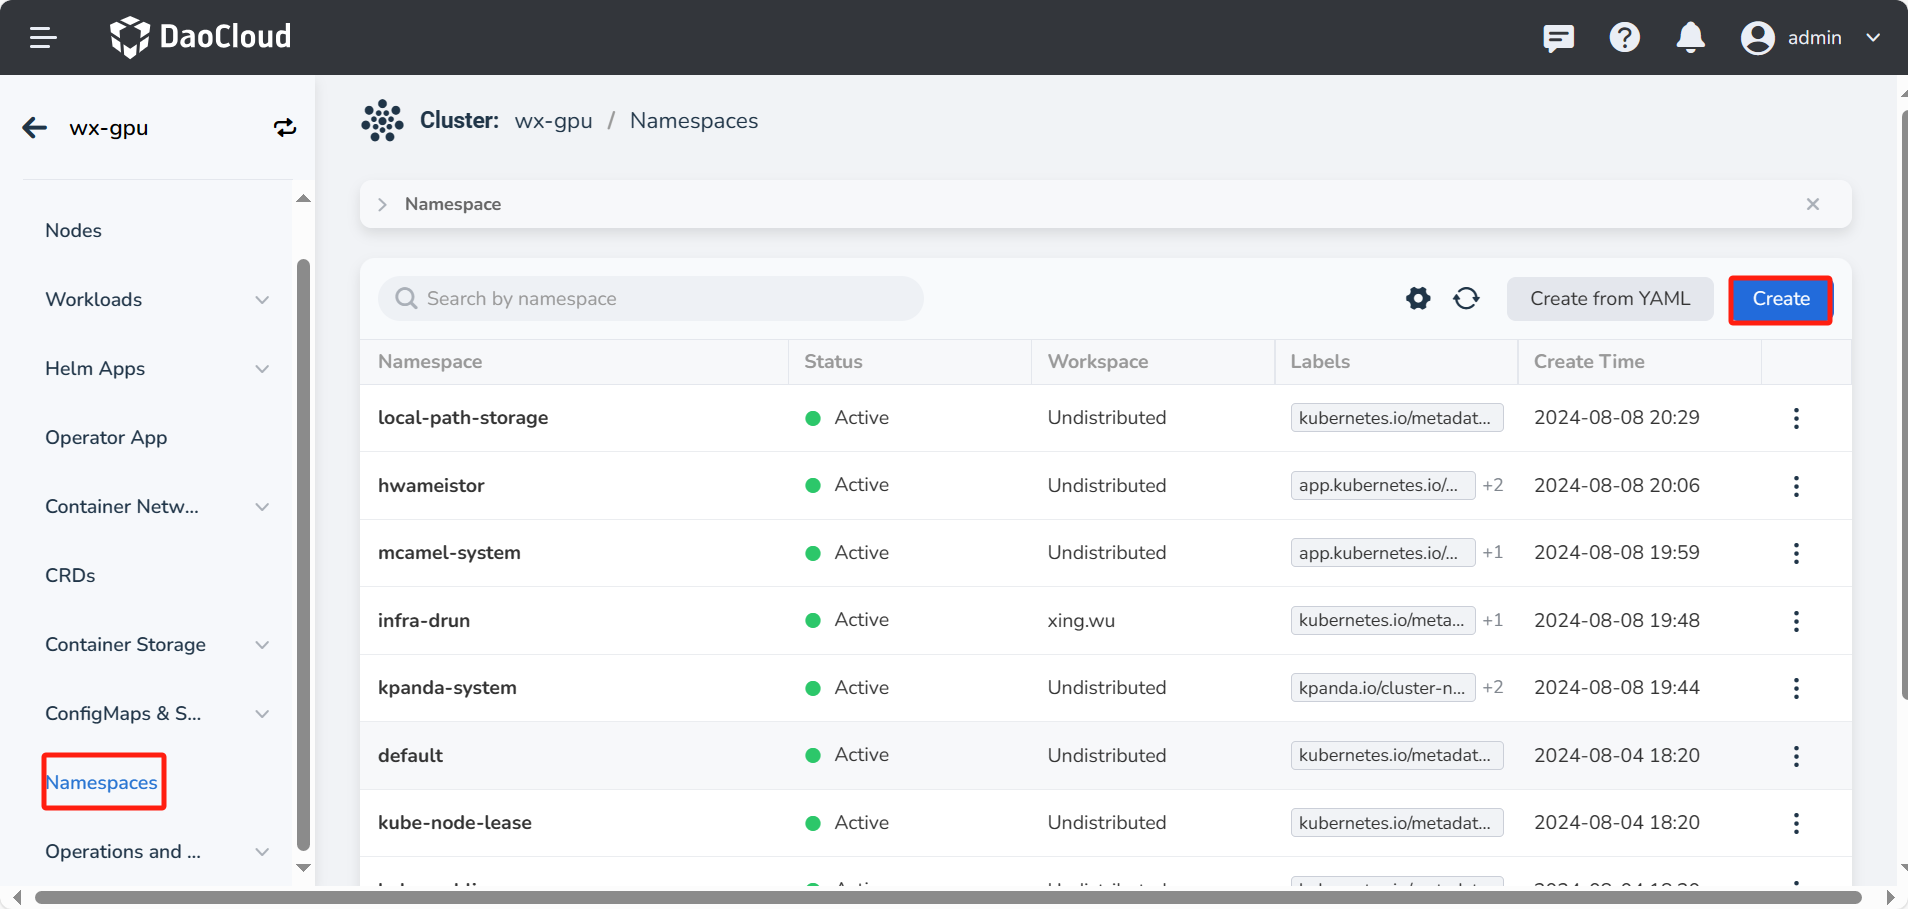 DaoCloud
admin
wx-gpu
Cluster: wx-gpu / Namespaces
Namespace
Nodes
Workloads
Helm Apps
Operator App
Container Netw...
CRDs
Container Storage
ConfigMaps & S...
Namespaces
Operations and ...
Search by namespace
Create from YAML
Create
Namespace Status Workspace Labels Create Time
local-path-storage Active Undistributed kubernetes.io/metadat... 2024-08-08 20:29
hwameistor Active Undistributed app.kubernetes.io/... +2 2024-08-08 20:06
mcamel-system Active Undistributed app.kubernetes.io/... +1 2024-08-08 19:59
infra-drun Active xing.wu kubernetes.io/meta... +1 2024-08-08 19:48
kpanda-system Active Undistributed kpanda.io/cluster-n... +2 2024-08-08 19:44
default Active Undistributed kubernetes.io/metadat... 2024-08-04 18:20
kube-node-lease Active Undistributed kubernetes.io/metadat... 2024-08-04 18:20